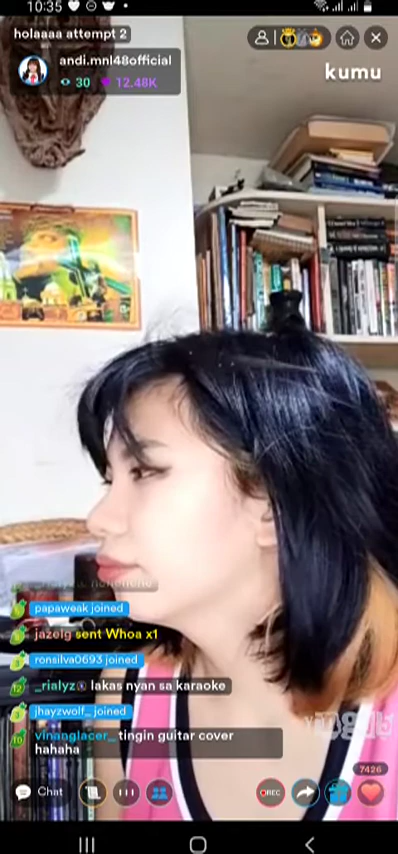 10:35
holaaaa attempt 2
andi.mnl48official
30 12.48K
kumu
papaweak joined
jazelg sent Whoa x1
ronsilva0693 joined
_rialyz lakas nyan sa karaoke
jhayzwolf_ joined
vinanglacer_ tingin guitar cover
hahaha
7426
Chat
REC